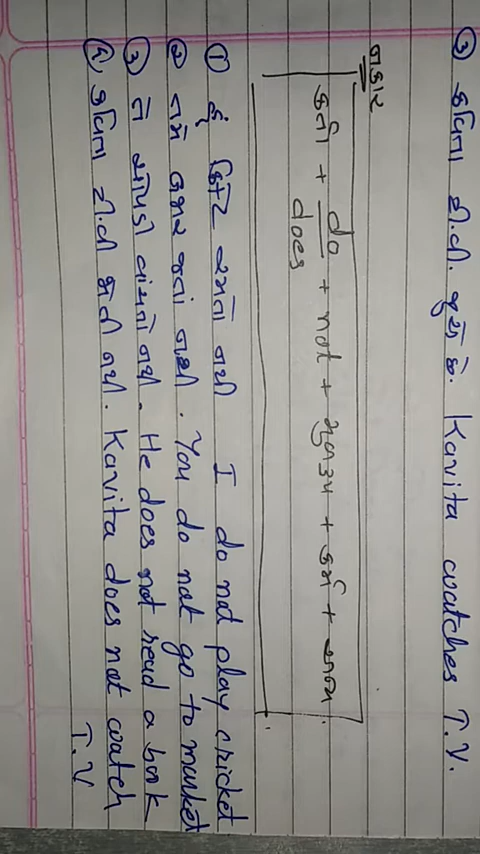 ③ કવિતા ટી.વી. જુએ છે. Kavita watches T.V.
નકાર
કર્તા + do/does + not + મૂળરૂપ + કર્મ + અન્ય.
① હું ક્રિકેટ રમતો નથી I do not play cricket
② તમે બજાર જતાં નથી. You do not go to market
③ તે ચોપડી વાંચતો નથી. He does not read a book
④ કવિતા ટી.વી જોતી નથી. Kavita does not watch
T.V